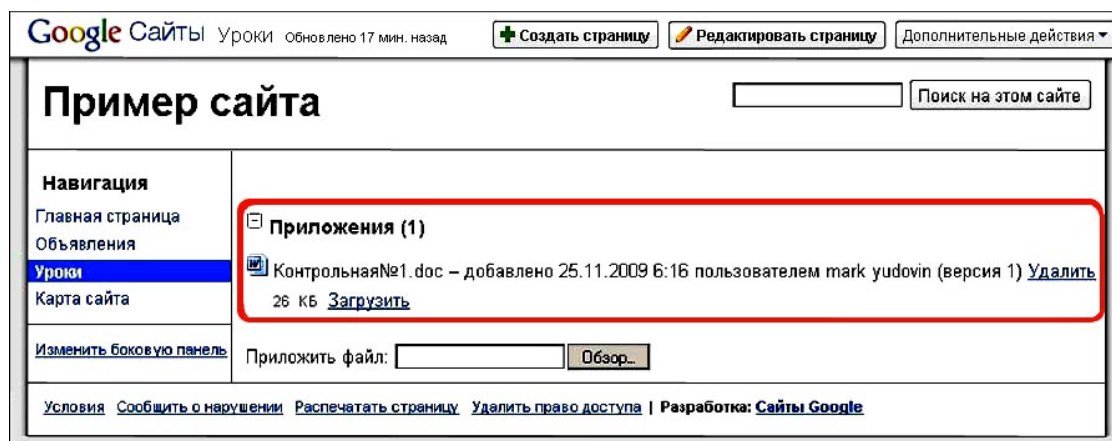 Google Сайты Уроки Обновлено 17 мин. назад Создать страницу Редактировать страницу Дополнительные действия
Пример сайта Поиск на этом сайте
Навигация
Главная страница
Объявления
Уроки
Карта сайта
Изменить боковую панель
Приложения (1)
КонтрольнаяNº1.doc – добавлено 25.11.2009 6:16 пользователем mark yudovin (версия 1) Удалить
26 КБ Загрузить
Приложить файл: Обзор...
Условия Сообщить о нарушении Распечатать страницу Удалить право доступа | Разработка: Сайты Google